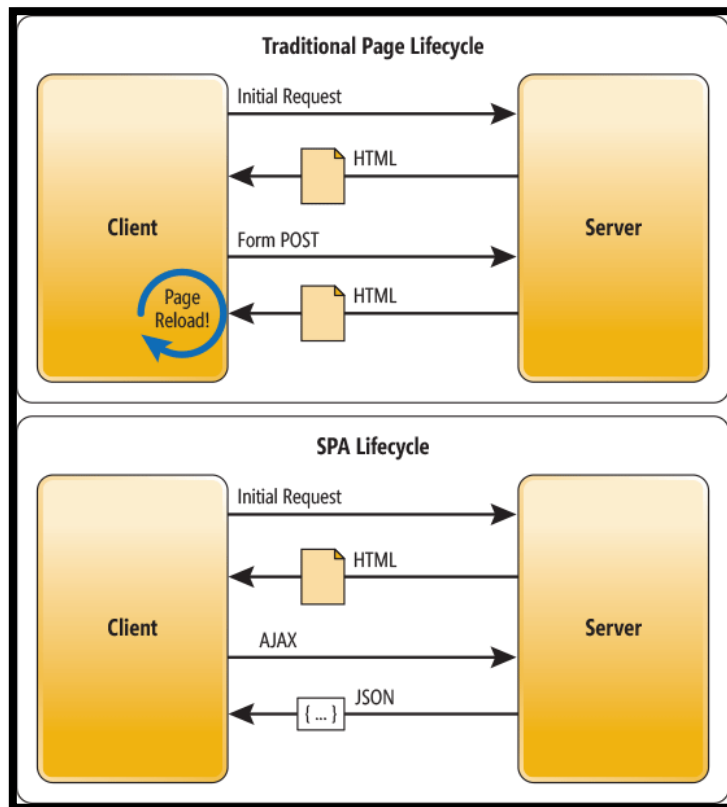 Traditional Page Lifecycle
Initial Request
HTML
Client
Server
Form POST
HTML
Page
Reload!
SPA Lifecycle
Initial Request
HTML
Client
Server
AJAX
JSON
{ ... }